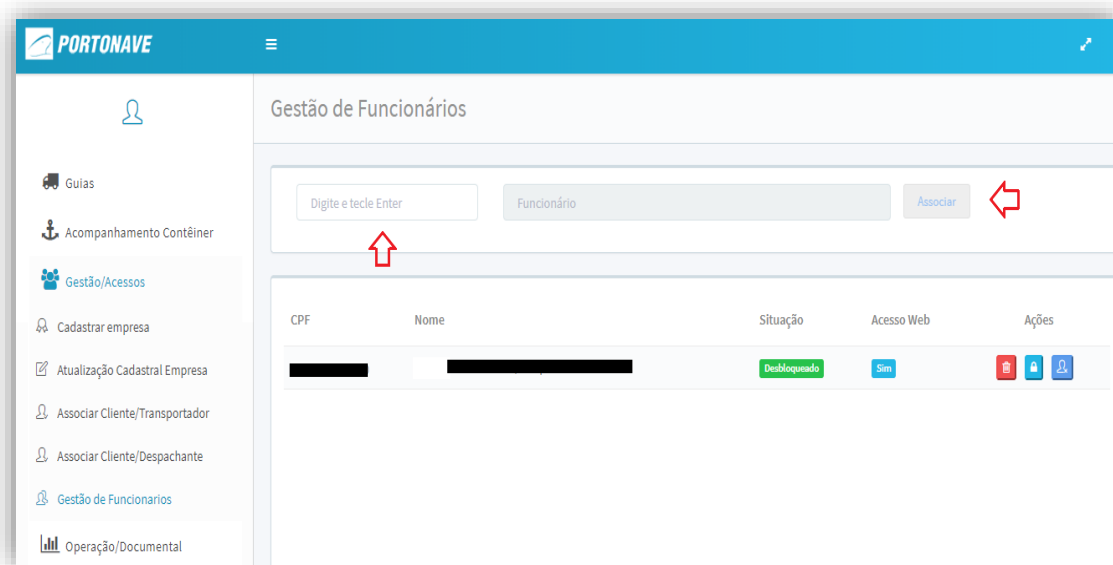 PORTONAVE
Gestão de Funcionários
Guias
Acompanhamento Contêiner
Gestão/Acessos
Cadastrar empresa
Atualização Cadastral Empresa
Associar Cliente/Transportador
Associar Cliente/Despachante
Gestão de Funcionarios
Operação/Documental
Digite e tecle Enter Funcionário Associar
CPF Nome Situação Acesso Web Ações
Desbloqueado Sim